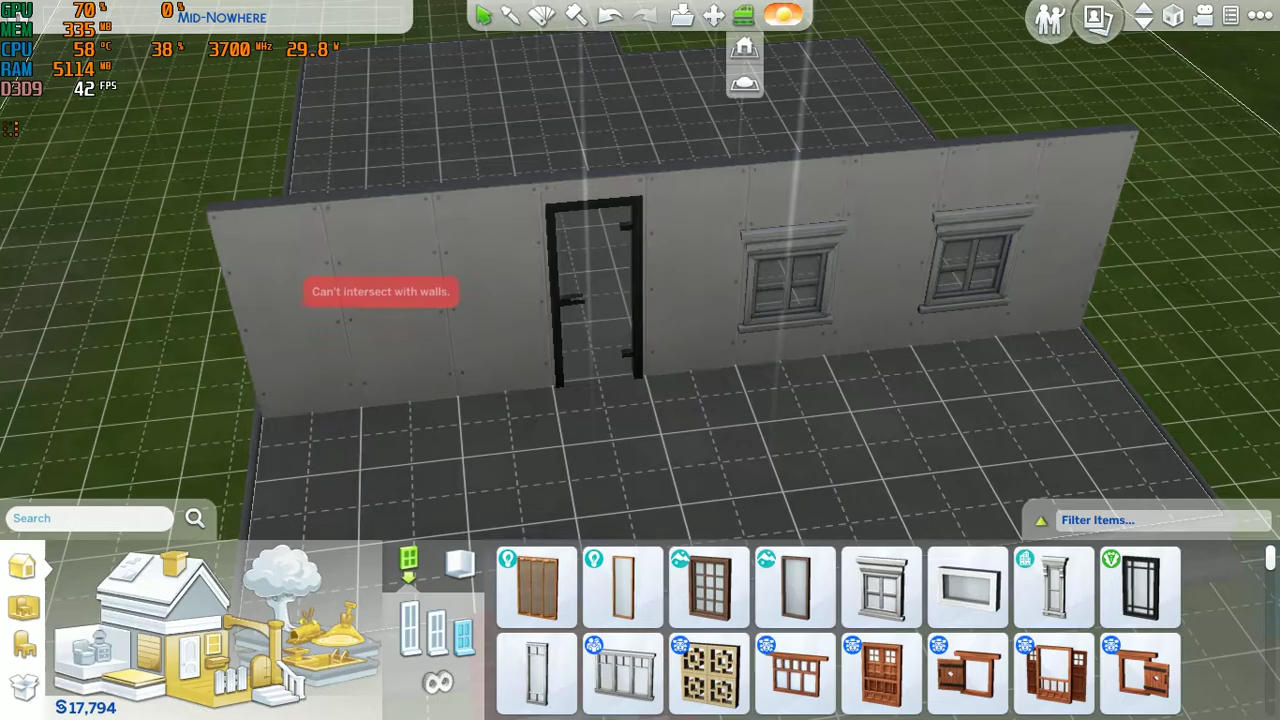 GPU 70 % 0 %
MID-NOWHERE
MEM 335 MB
CPU 58 °C 38 % 3700 MHz 29.8 W
RAM 5114 MB
D3D9 42 FPS
Can't intersect with walls.
Search
Filter Items...
§17,794